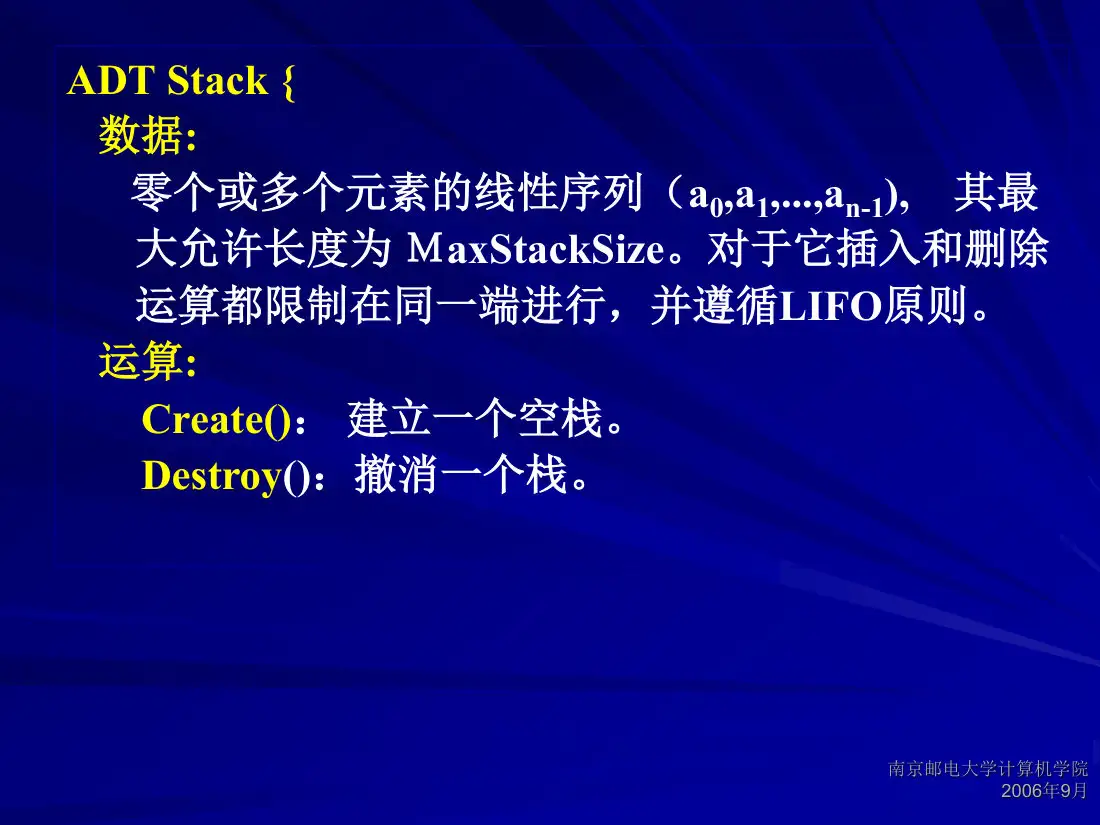 ADT Stack {
数据:
零个或多个元素的线性序列（a0,a1,...,an-1), 其最
大允许长度为 MaxStackSize。对于它插入和删除
运算都限制在同一端进行，并遵循LIFO原则。
运算:
Create()： 建立一个空栈。
Destroy()：撤消一个栈。
南京邮电大学计算机学院
2006年9月